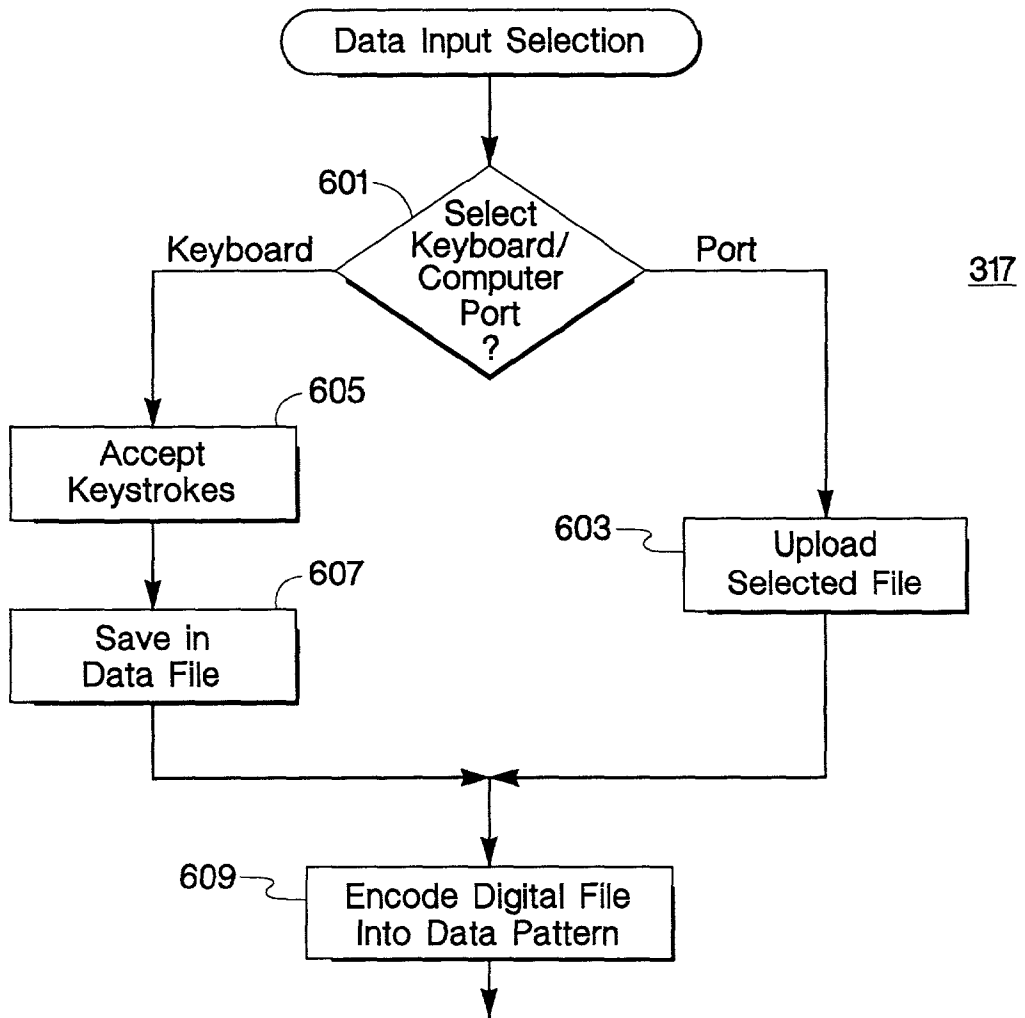 Data Input Selection
601
Select
Keyboard/
Computer
Port
?
Keyboard
Port
317
605
Accept
Keystrokes
603
Upload
Selected File
607
Save in
Data File
609
Encode Digital File
Into Data Pattern